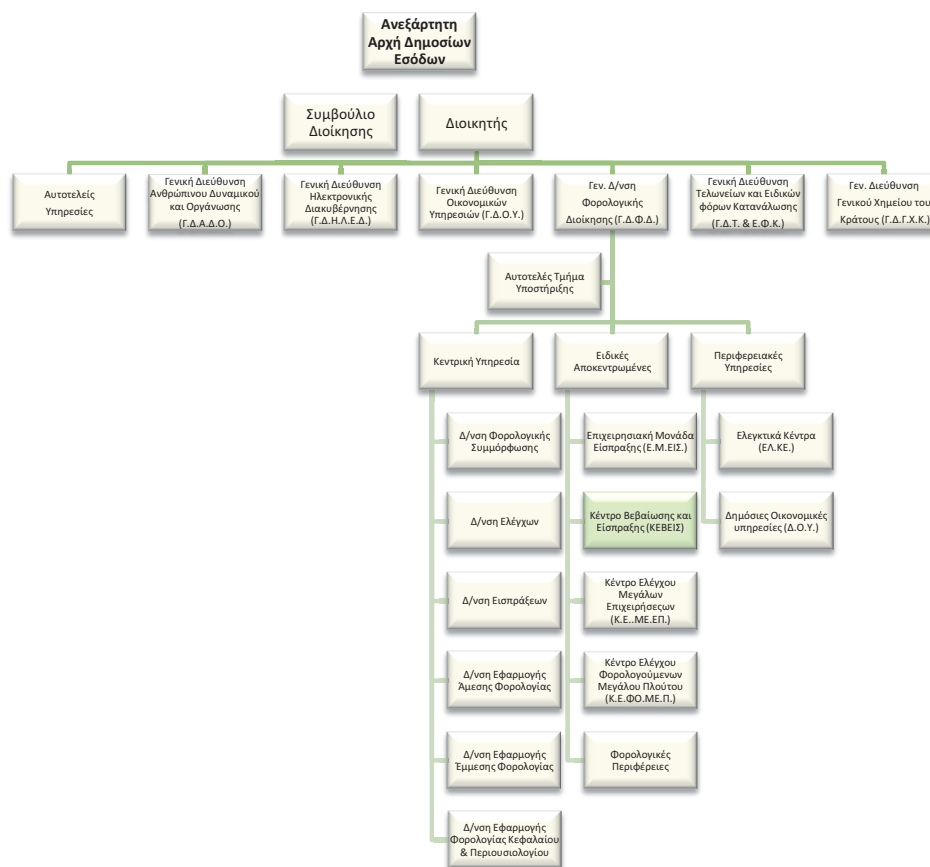 Ανεξάρτητη
Αρχή Δημοσίων
Εσόδων
Συμβούλιο
Διοίκησης
Διοικητής
Αυτοτελείς
Υπηρεσίες
Γενική Διεύθυνση
Ανθρώπινου Δυναμικού
και Οργάνωσης
(Γ.Δ.Α.Δ.Ο.)
Γενική Διεύθυνση
Ηλεκτρονικής
Διακυβέρνησης
(Γ.Δ.Η.Λ.Ε.Δ.)
Γενική Διεύθυνση
Οικονομικών
Υπηρεσιών (Γ.Δ.Ο.Υ.)
Γεν. Δ/νση
Φορολογικής
Διοίκησης (Γ.Δ.Φ.Δ.)
Γενική Διεύθυνση
Τελωνείων και Ειδικών
φόρων Κατανάλωσης
(Γ.Δ.Τ. & Ε.Φ.Κ.)
Γεν. Διεύθυνση
Γενικού Χημείου του
Κράτους (Γ.Δ.Γ.Χ.Κ.)
Αυτοτελές Τμήμα
Υποστήριξης
Κεντρική Υπηρεσία
Ειδικές
Αποκεντρωμένες
Περιφερειακές
Υπηρεσίες
Δ/νση Φορολογικής
Συμμόρφωσης
Δ/νση Ελέγχων
Δ/νση Εισπράξεων
Δ/νση Εφαρμογής
Άμεσης Φορολογίας
Δ/νση Εφαρμογής
Έμμεσης Φορολογίας
Δ/νση Εφαρμογής
Φορολογίας Κεφαλαίου
& Περιουσιολογίου
Επιχειρησιακή Μονάδα
Είσπραξης (Ε.Μ.ΕΙΣ.)
Κέντρο Βεβαίωσης και
Είσπραξης (ΚΕΒΕΙΣ)
Κέντρο Ελέγχου
Μεγάλων
Επιχειρήσεςων
(Κ.Ε..ΜΕ.ΕΠ.)
Κέντρο Ελέγχου
Φορολογούμενων
Μεγάλου Πλούτου
(Κ.Ε.ΦΟ.ΜΕ.Π.)
Φορολογικές
Περιφέρειες
Ελεγκτικά Κέντρα
(ΕΛ.ΚΕ.)
Δημόσιες Οικονομικές
υπηρεσίες (Δ.Ο.Υ.)